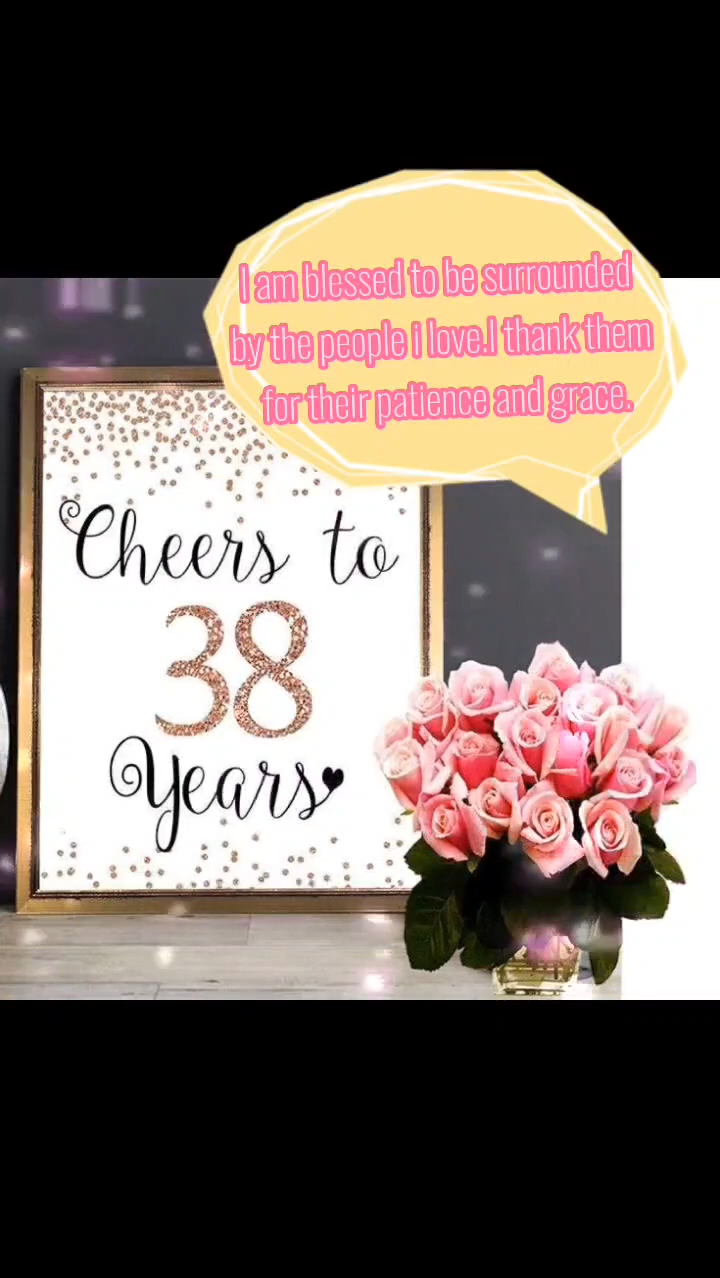 I am blessed to be surrounded
by the people i love.I thank them
for their patience and grace.
Cheers to
38
Years